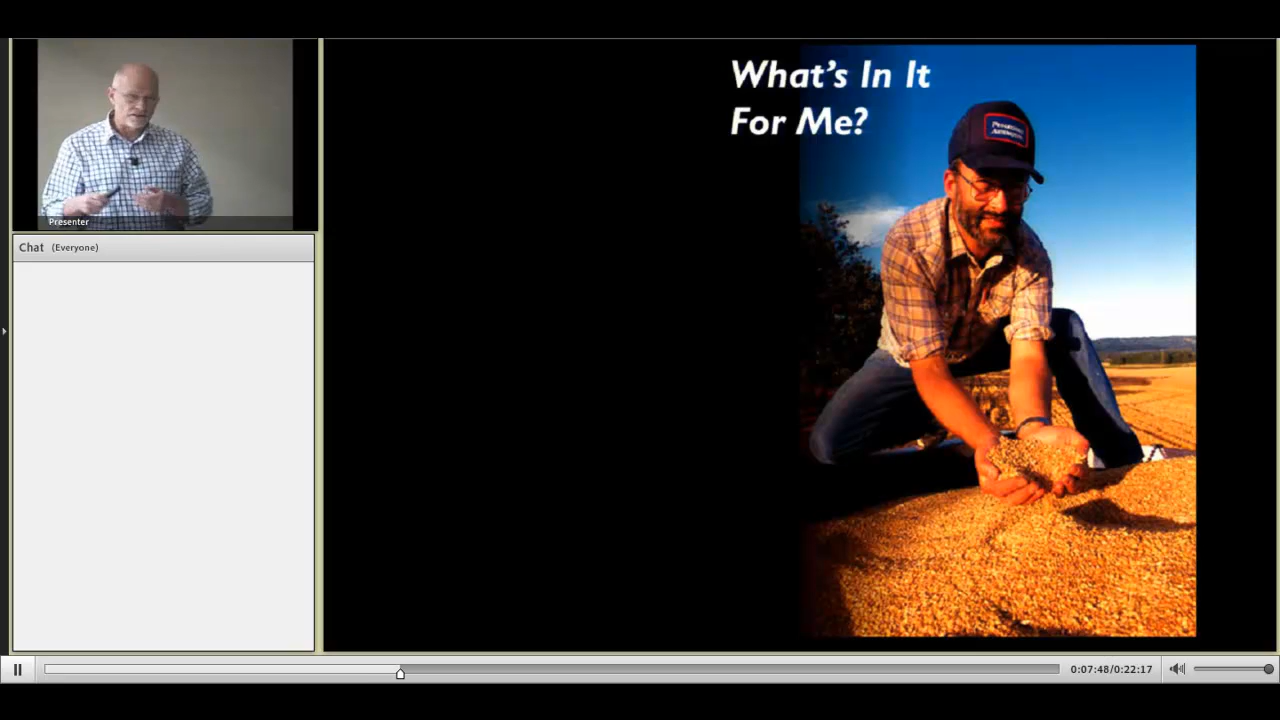 Presenter
Chat (Everyone)
What's In It
For Me?
0:07:48/0:22:17